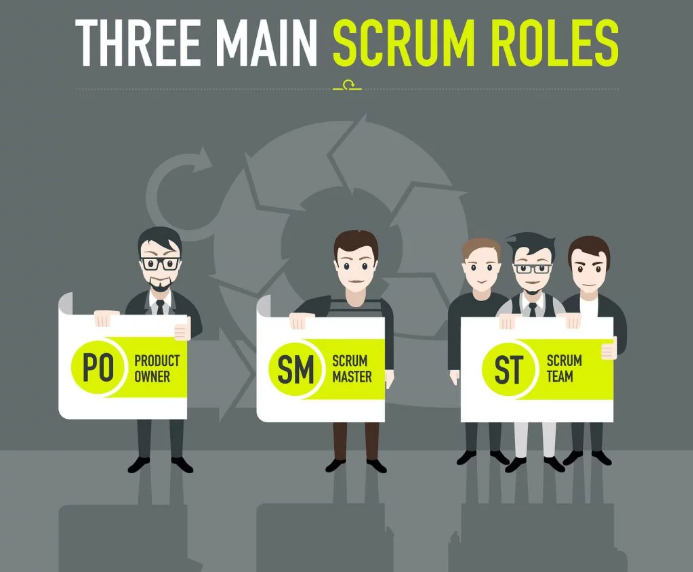 THREE MAIN SCRUM ROLES
PO
PRODUCT
OWNER
SM
SCRUM
MASTER
ST
SCRUM
TEAM